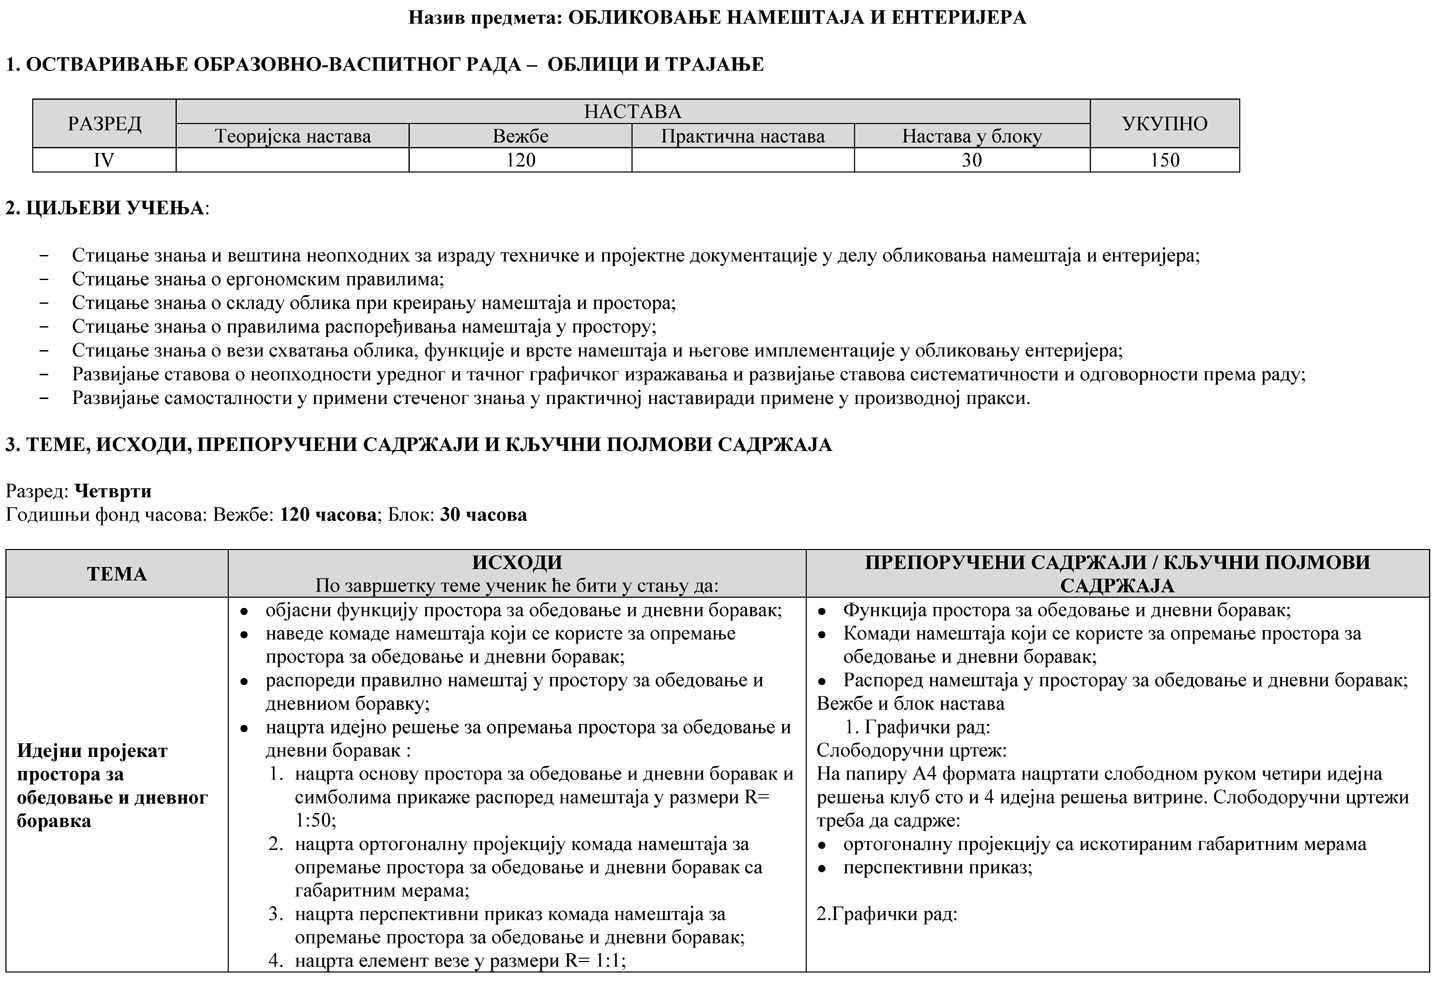 Назив предмета: ОБЛИКОВАЊЕ НАМЕШТАЈА И ЕНТЕРИЈЕРА
1. ОСТВАРИВАЊЕ ОБРАЗОВНО-ВАСПИТНОГ РАДА – ОБЛИЦИ И ТРАЈАЊЕ
РАЗРЕД
НАСТАВА
УКУПНО
Теоријска настава
Вежбе
Практична настава
Настава у блоку
IV
120
30
150
2. ЦИЉЕВИ УЧЕЊА:
– Стицање знања и вештина неопходних за израду техничке и пројектне документације у делу обликовања намештаја и ентеријера;
– Стицање знања о ергономским правилима;
– Стицање знања о складу облика при креирању намештаја и простора;
– Стицање знања о правилима распоређивања намештаја у простору;
– Стицање знања о вези схватања облика, функције и врсте намештаја и његове имплементације у обликовању ентеријера;
– Развијање ставова о неопходности уредног и тачног графичког изражавања и развијање ставова систематичности и одговорности према раду;
– Развијање самосталности у примени стеченог знања у практичној наставиради примене у производној пракси.
3. ТЕМЕ, ИСХОДИ, ПРЕПОРУЧЕНИ САДРЖАЈИ И КЉУЧНИ ПОЈМОВИ САДРЖАЈА
Разред: Четврти
Годишњи фонд часова: Вежбе: 120 часова; Блок: 30 часова
ТЕМА
ИСХОДИ
По завршетку теме ученик ће бити у стању да:
ПРЕПОРУЧЕНИ САДРЖАЈИ / КЉУЧНИ ПОЈМОВИ
САДРЖАЈА
Идејни пројекат
простора за
обедовање и дневног
боравка
• објасни функцију простора за обедовање и дневни боравак;
• наведе комаде намештаја који се користе за опремање
простора за обедовање и дневни боравак;
• распореди правилно намештај у простору за обедовање и
дневниом боравку;
• нацрта идејно решење за опремања простора за обедовање и
дневни боравак :
1. нацрта основу простора за обедовање и дневни боравак и
симболима прикаже распоред намештаја у размери R=
1:50;
2. нацрта ортогоналну пројекцију комада намештаја за
опремање простора за обедовање и дневни боравак са
габаритним мерама;
3. нацрта перспективни приказ комада намештаја за
опремање простора за обедовање и дневни боравак;
4. нацрта елемент везе у размери R= 1:1;
• Функција простора за обедовање и дневни боравак;
• Комади намештаја који се користе за опремање простора за
обедовање и дневни боравак;
• Распоред намештаја у простораy за обедовање и дневни боравак;
Вежбе и блок настава
1. Графички рад:
Слободоручни цртеж:
На папиру А4 формата нацртати слободном руком четири идејна
решења клуб сто и 4 идејна решења витрине. Слободоручни цртежи
треба да садрже:
• ортогоналну пројекцију са искотираним габаритним мерама
• перспективни приказ;
2.Графички рад: